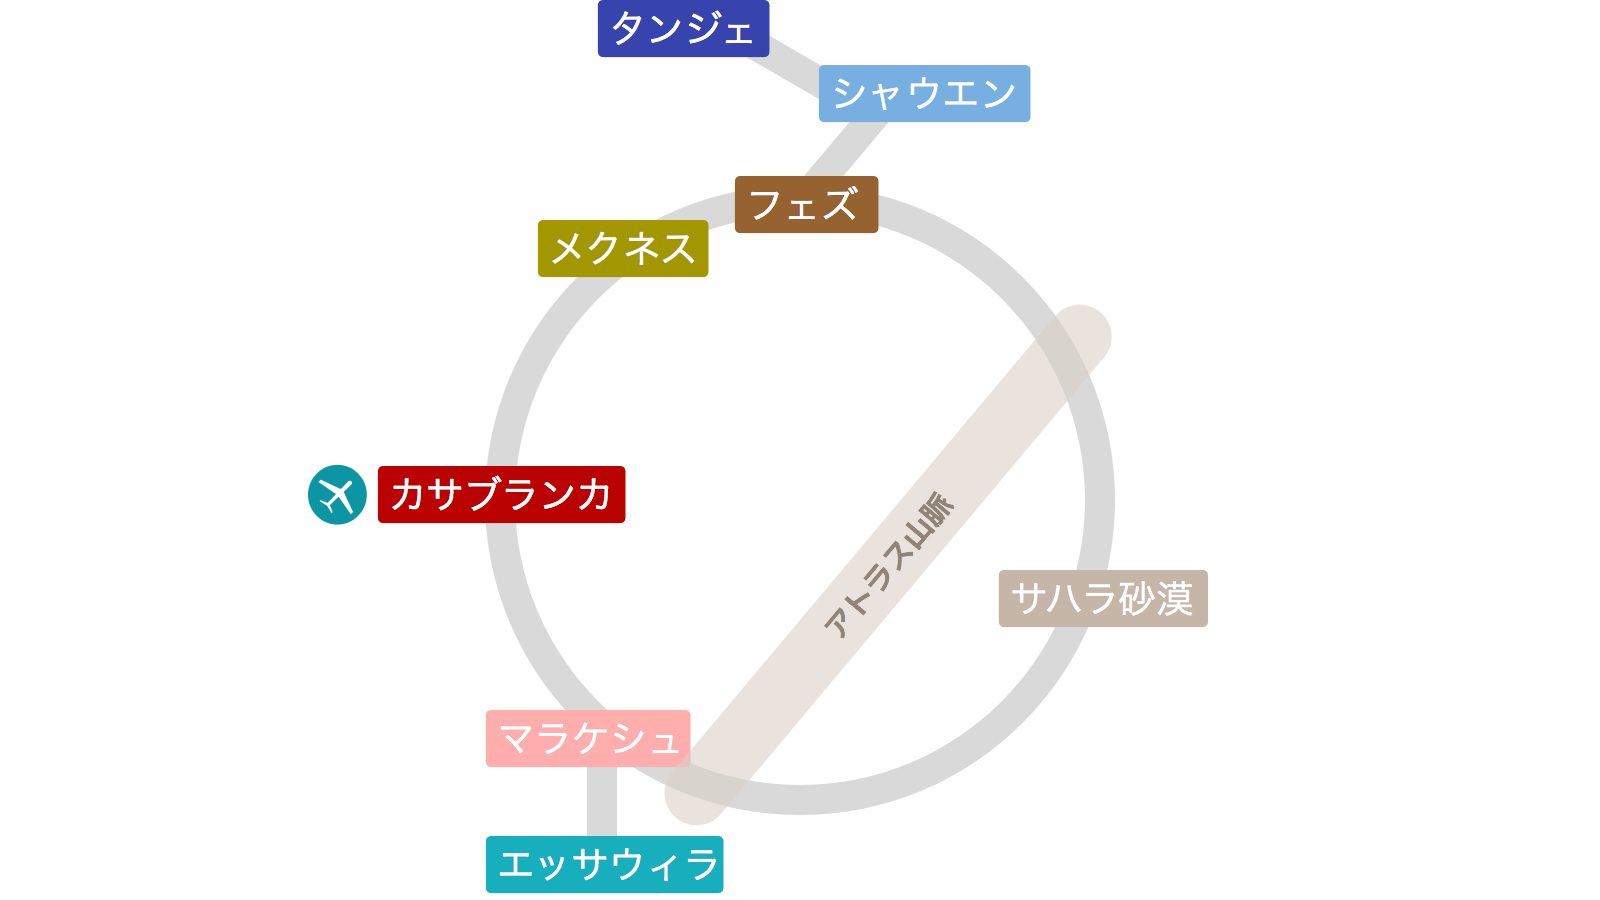 タンジェ
シャウエン
フェズ
メクネス
カサブランカ
アトラス山脈
サハラ砂漠
マラケシュ
エッサウィラ